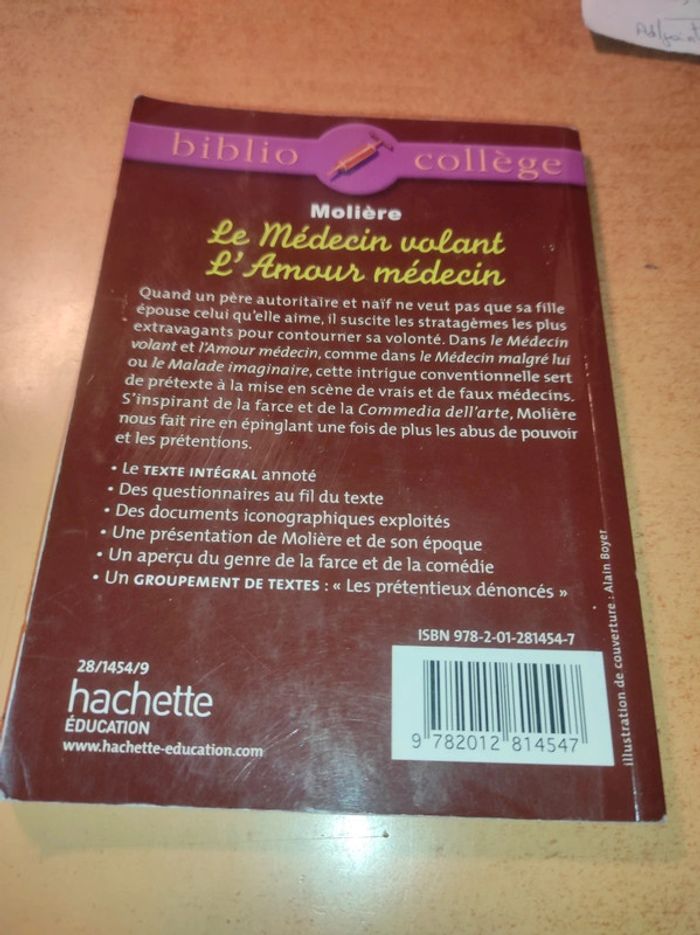 biblio collège
Molière
Le Médecin volant
L'Amour médecin
Quand un père autoritaire et naïf ne veut pas que sa fille
épouse celui qu'elle aime, il suscite les stratagèmes les plus
extravagants pour contourner sa volonté. Dans le Médecin
volant et l'Amour médecin, comme dans le Médecin malgré lui
ou le Malade imaginaire, cette intrigue conventionnelle sert
de prétexte à la mise en scène de vrais et de faux médecins.
S'inspirant de la farce et de la Commedia dell'arte, Molière
nous fait rire en épinglant une fois de plus les abus de pouvoir
et les prétentions.
• Le TEXTE INTÉGRAL annoté
• Des questionnaires au fil du texte
• Des documents iconographiques exploités
• Une présentation de Molière et de son époque
• Un aperçu du genre de la farce et de la comédie
• Un GROUPEMENT DE TEXTES : « Les prétentieux dénoncés »
ISBN 978-2-01-281454-7
28/1454/9
hachette
ÉDUCATION
www.hachette-education.com
9 782012 814547
illustration de couverture : Alain Boyer